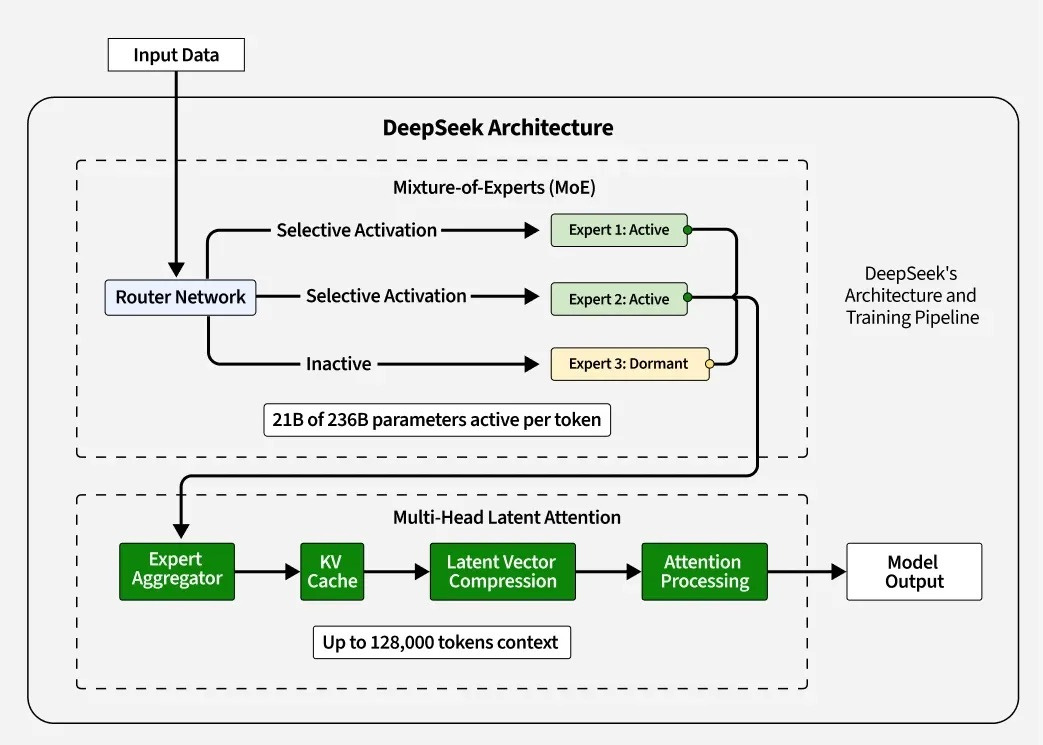 Input Data
DeepSeek Architecture
Mixture-of-Experts (MoE)
Selective Activation
Expert 1: Active
Router Network
Selective Activation
Expert 2: Active
Inactive
Expert 3: Dormant
21B of 236B parameters active per token
DeepSeek's
Architecture and
Training Pipeline
Multi-Head Latent Attention
Expert
Aggregator
KV
Cache
Latent Vector
Compression
Attention
Processing
Model
Output
Up to 128,000 tokens context